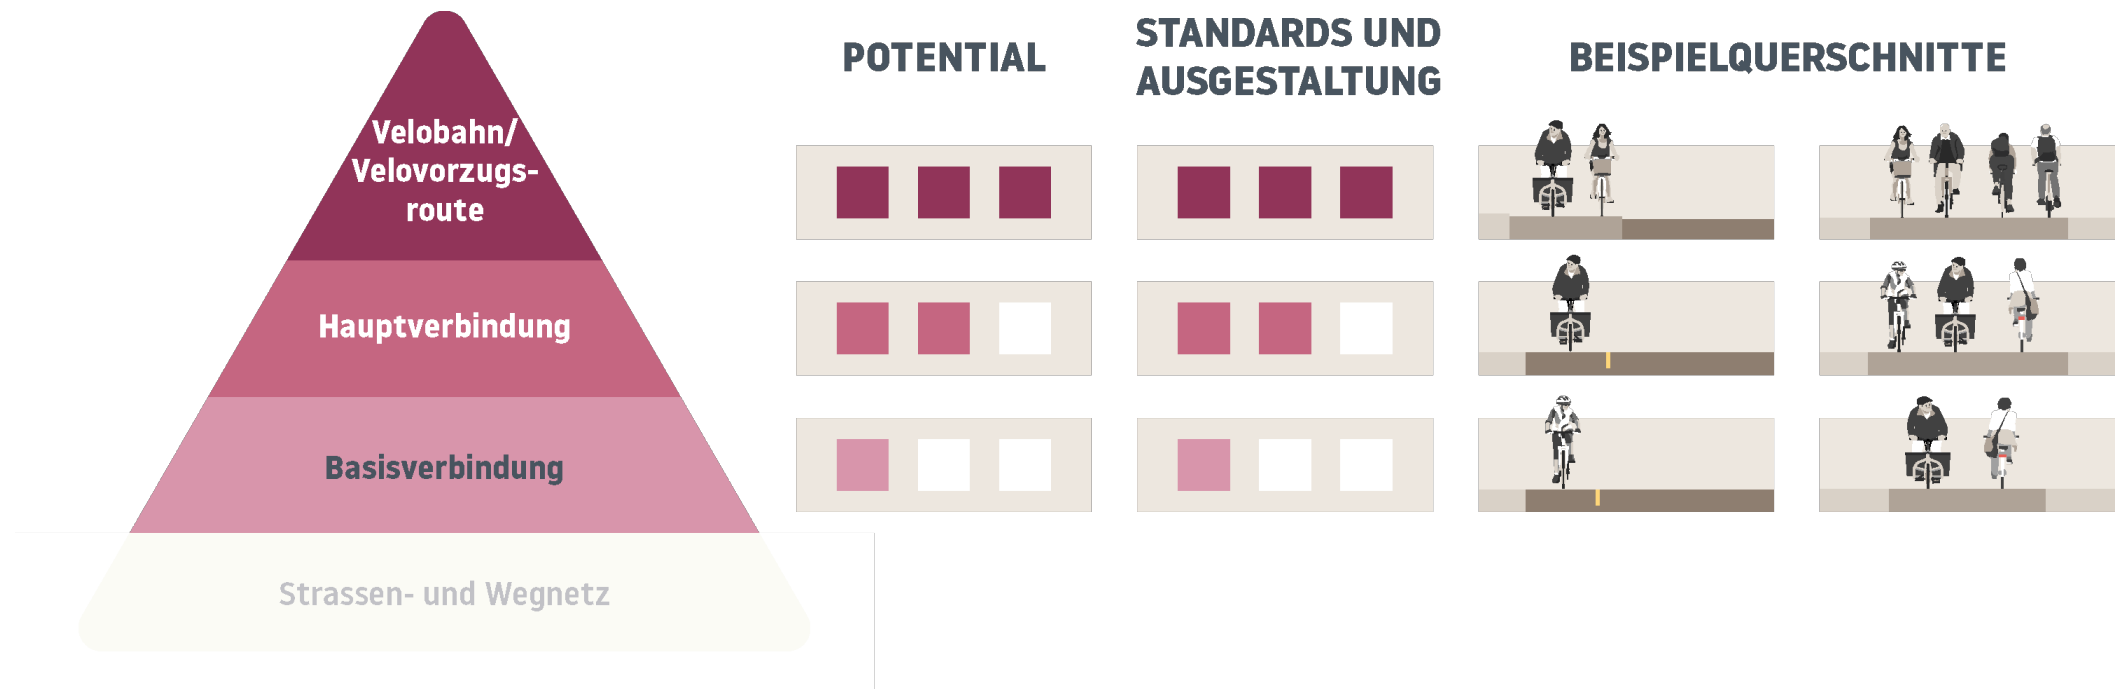 POTENTIAL
STANDARDS UND
AUSGESTALTUNG
BEISPIELQUERSCHNITTE
Velobahn/
Velovorzugs-
route
Hauptverbindung
Basisverbindung
Strassen- und Wegnetz